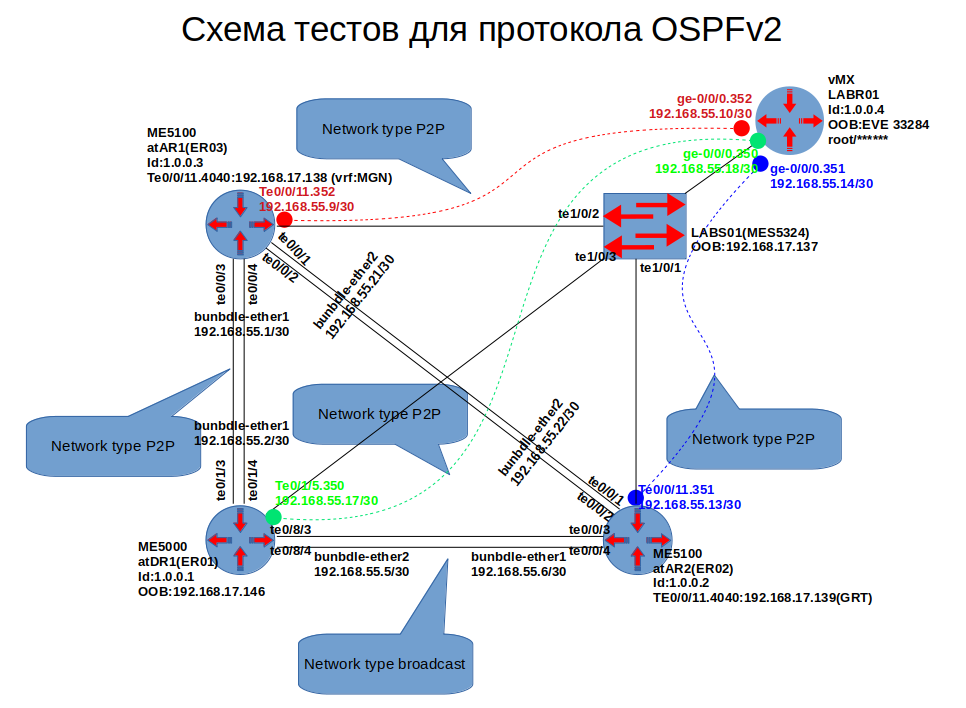 Схема тестов для протокола OSPFv2
vMX
LABR01
Id:1.0.0.4
OOB:EVE 33284
root/******
ge-0/0/0.352
192.168.55.10/30
Network type P2P
ME5100
atAR1(ER03)
Id:1.0.0.3
Te0/0/11.4040:192.168.17.138 (vrf:MGN)
ge-0/0/0.350
192.168.55.18/30
ge-0/0/0.351
192.168.55.14/30
Te0/0/11.352
192.168.55.9/30
te1/0/2
LABS01(MES5324)
OOB:192.168.17.137
te1/0/3
te1/0/1
te0/0/1
te0/0/2
te0/0/3
te0/0/4
bunbdle-ether2
192.168.55.21/30
bunbdle-ether1
192.168.55.1/30
Network type P2P
Network type P2P
Network type P2P
bunbdle-ether1
192.168.55.2/30
bunbdle-ether2
192.168.55.22/30
te0/1/3
te0/1/4
Te0/1/5.350
192.168.55.17/30
te0/0/1
te0/0/2
Te0/0/11.351
192.168.55.13/30
te0/8/3
te0/8/4
te0/0/3
te0/0/4
ME5000
atDR1(ER01)
Id:1.0.0.1
OOB:192.168.17.146
bunbdle-ether2
192.168.55.5/30
bunbdle-ether1
192.168.55.6/30
ME5100
atAR2(ER02)
Id:1.0.0.2
TE0/0/11.4040:192.168.17.139(GRT)
Network type broadcast